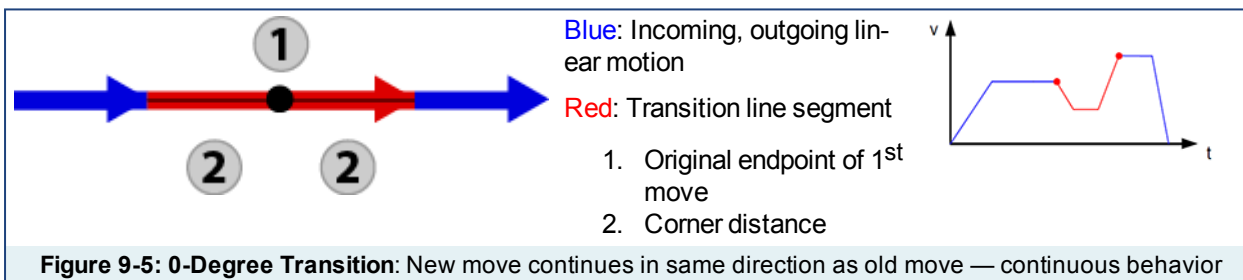 1
2 2
Blue: Incoming, outgoing lin-
ear motion
Red: Transition line segment
1. Original endpoint of 1st
move
2. Corner distance
v
t
Figure 9-5: 0-Degree Transition: New move continues in same direction as old move — continuous behavior